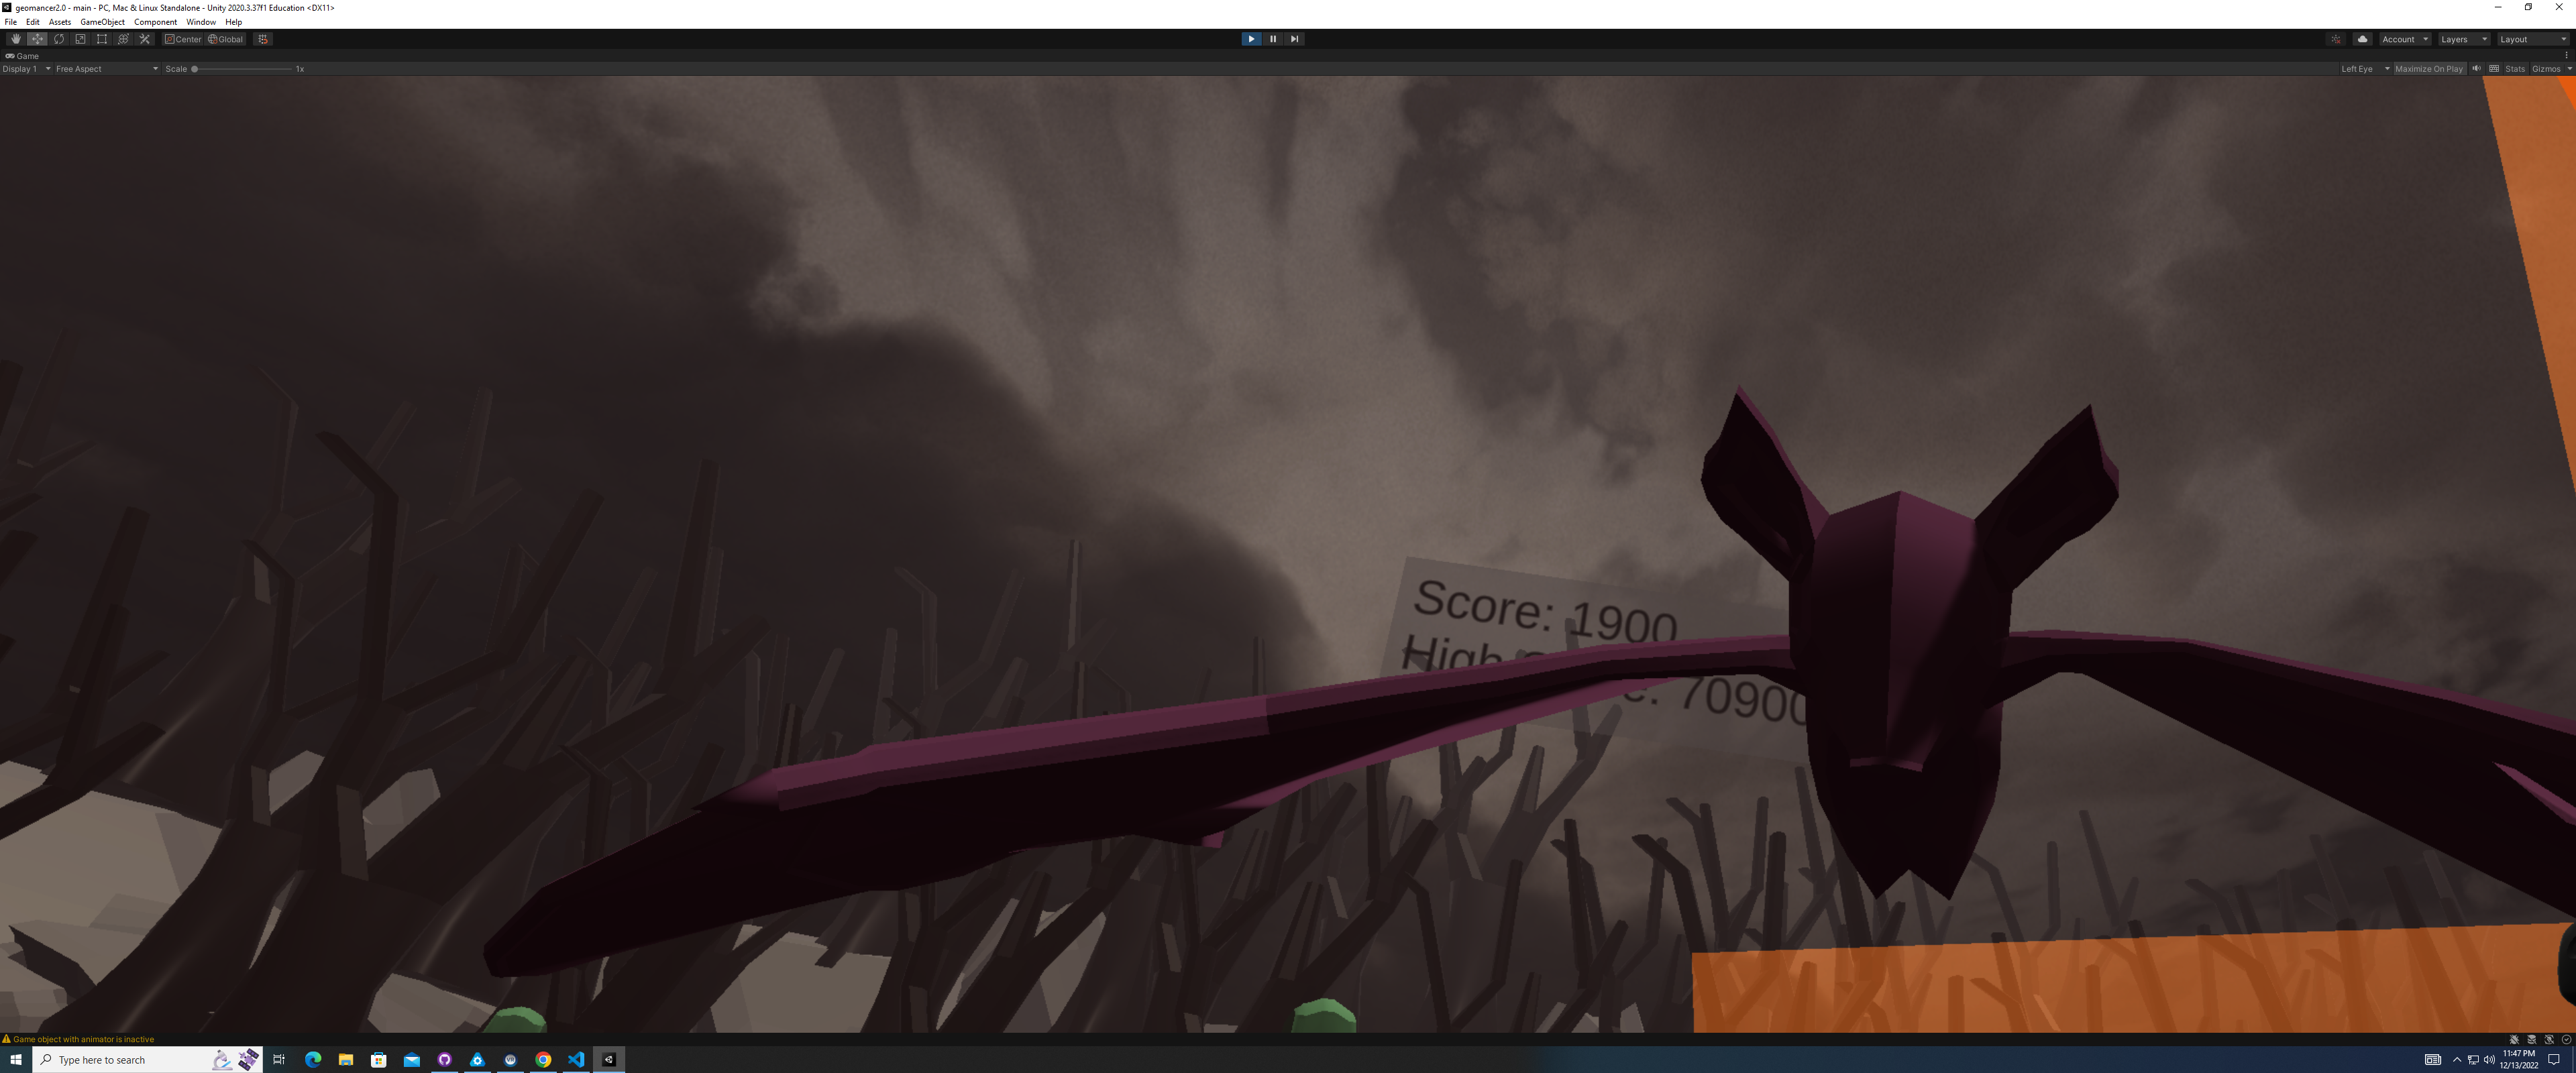 geomancer2.0 - main - PC, Mac & Linux Standalone - Unity 2020.3.37f1 Education <DX11>
File Edit Assets GameObject Component Window Help
Center Global Account Layers Layout
Game
Display 1 Free Aspect Scale 1x Left Eye Maximize On Play Stats Gizmos
Score: 1900
High 70900
Game object with animator is inactive
Type here to search
11:47 PM
12/13/2022